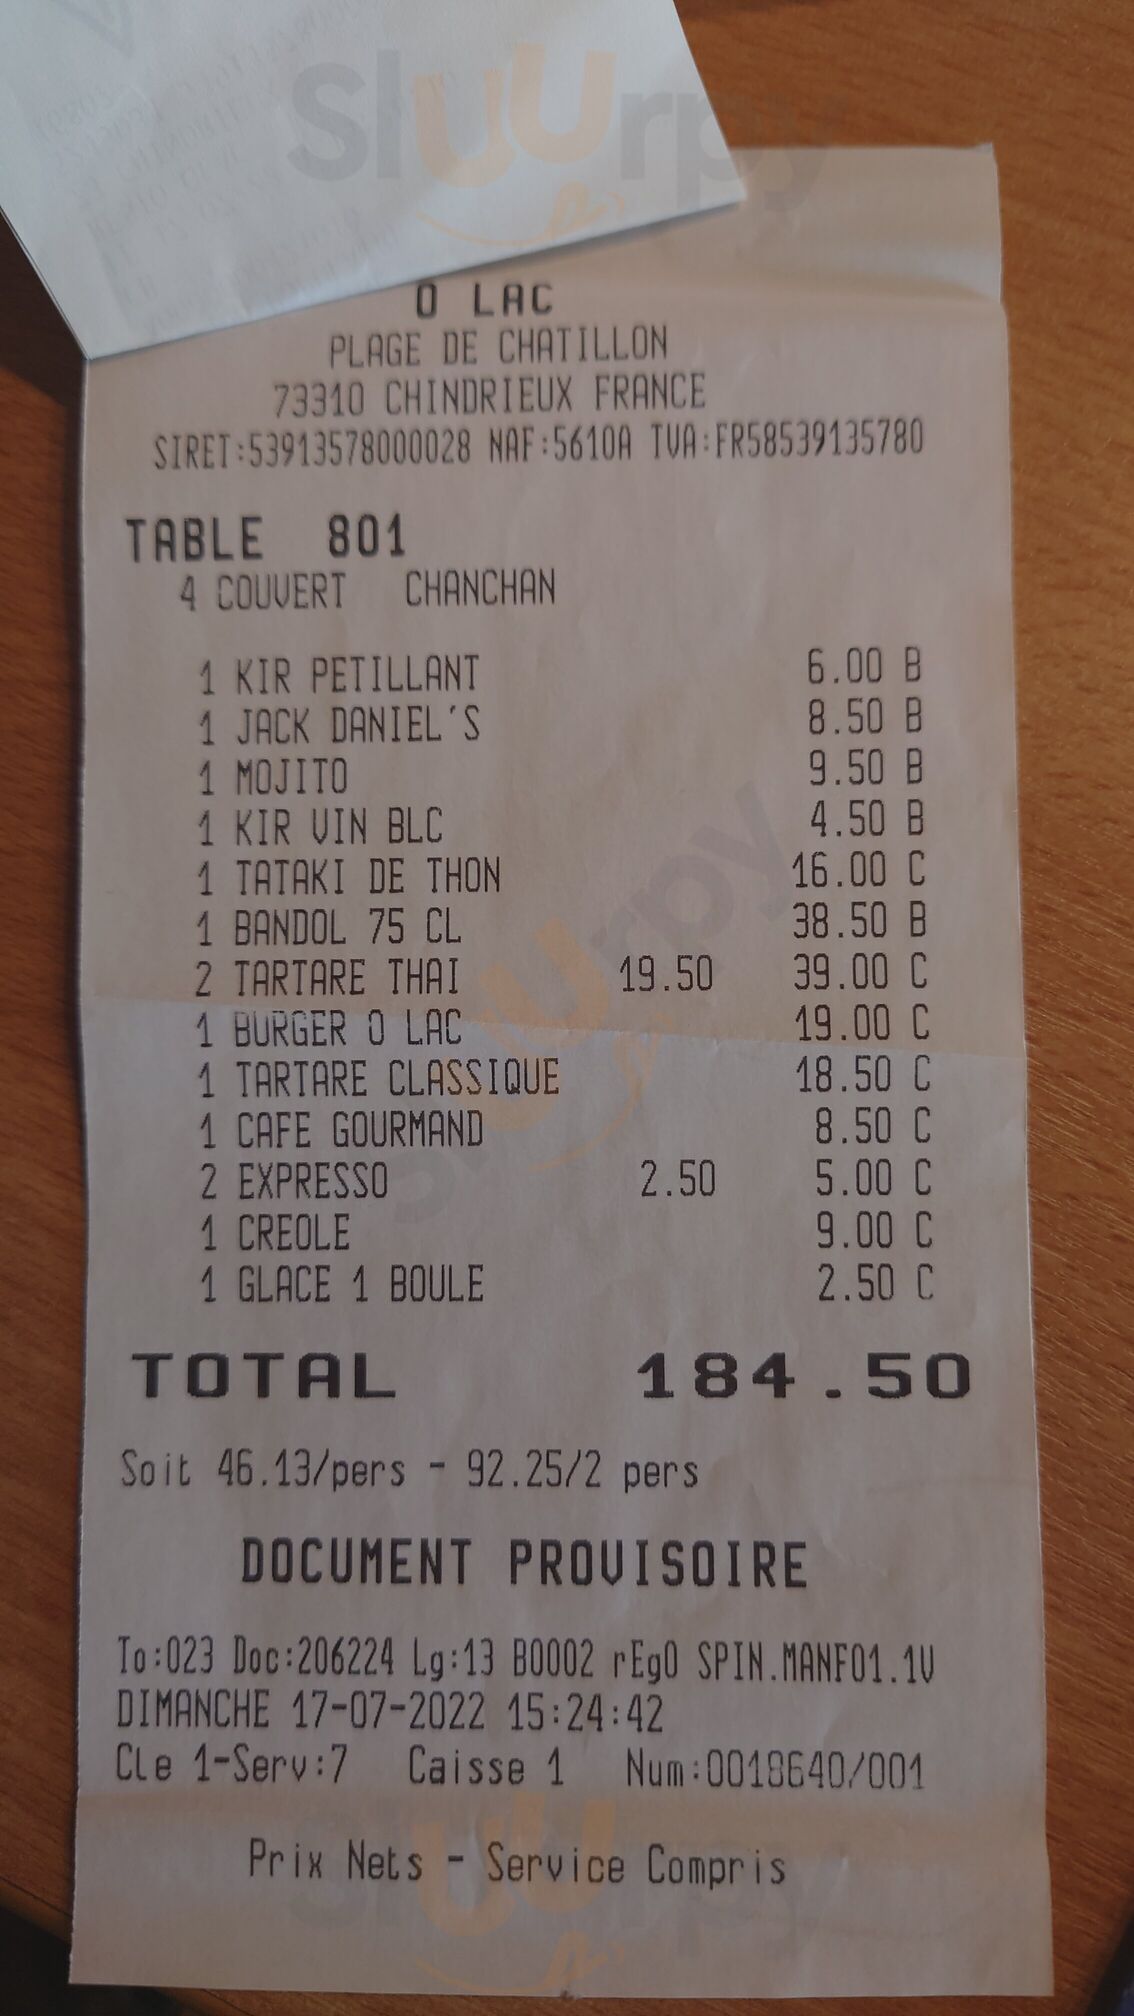 Sluurpy
O LAC
PLAGE DE CHATILLON
73310 CHINDRIEUX FRANCE
SIRET:53913578000028 NAF:5610A TVA:FR58539135780
TABLE 801
4 COUVERT CHANCHAN
1 KIR PETILLANT 6.00 B
1 JACK DANIEL'S 8.50 B
1 MOJITO 9.50 B
1 KIR VIN BLC 4.50 B
1 TATAKI DE THON 16.00 C
1 BANDOL 75 CL 38.50 B
2 TARTARE THAI 19.50 39.00 C
1 BURGER O LAC 19.00 C
1 TARTARE CLASSIQUE 18.50 C
1 CAFE GOURMAND 8.50 C
2 EXPRESSO 2.50 5.00 C
1 CREOLE 9.00 C
1 GLACE 1 BOULE 2.50 C
TOTAL 184.50
Soit 46.13/pers - 92.25/2 pers
DOCUMENT PROVISOIRE
To:023 Doc:206224 Lg:13 B0002 rEg0 SPIN.MANF01.1V
DIMANCHE 17-07-2022 15:24:42
Cle 1-Serv:7 Caisse 1 Num:0018640/001
Prix Nets - Service Compris
Sluurpy